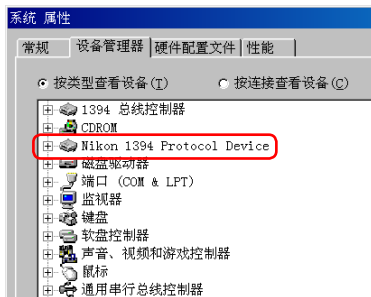 系统 属性
常规 设备管理器 硬件配置文件 性能
按类型查看设备(T) 按连接查看设备(C)
1394 总线控制器
CDROM
Nikon 1394 Protocol Device
磁盘驱动器
端口 (COM & LPT)
监视器
键盘
软盘控制器
声音、视频和游戏控制器
鼠标
通用串行总线控制器